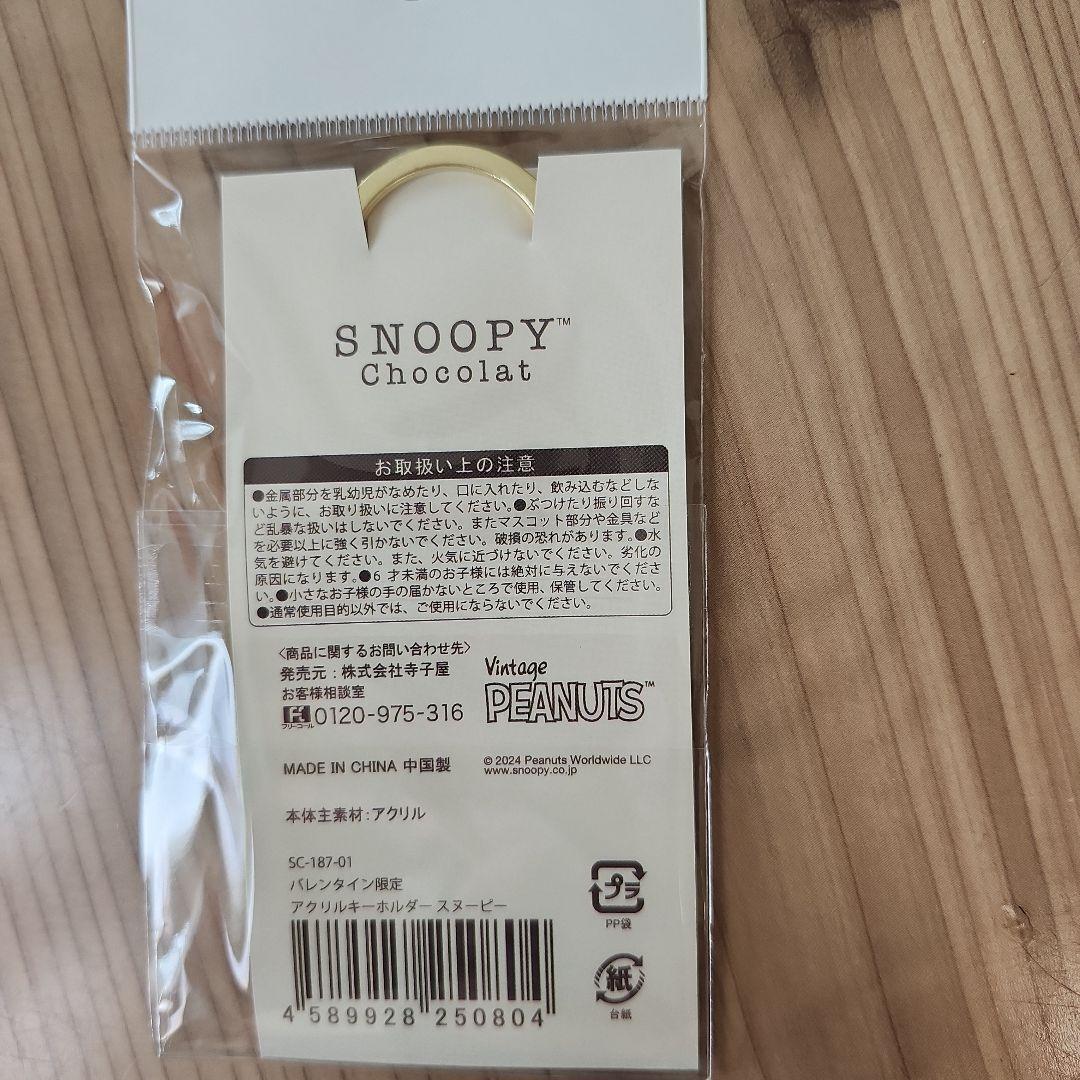 SNOOPY™
Chocolat
お取扱い上の注意
●金属部分を乳幼児がなめたり、口に入れたり、飲み込むなどしな
いように、お取り扱いに注意してください。●ぶつけたり振り回すな
ど乱暴な扱いはしないでください。またマスコット部分や金具など
を必要以上に強く引かないでください。破損の恐れがあります。●水
気を避けてください。また、火気に近づけないでください。劣化の
原因になります。●6 才未満のお子様には絶対に与えないでくださ
い。●小さなお子様の手の届かないところで使用、保管してください。
●通常使用目的以外では、ご使用にならないでください。
〈商品に関するお問い合わせ先〉
発売元：株式会社寺子屋
お客様相談室
フリーコール 0120-975-316
Vintage
PEANUTS™
MADE IN CHINA 中国製
© 2024 Peanuts Worldwide LLC
www.snoopy.co.jp
本体主素材：アクリル
SC-187-01
バレンタイン限定
アクリルキーホルダー スヌーピー
4 589928 250804
プラ
PP袋
紙
台紙